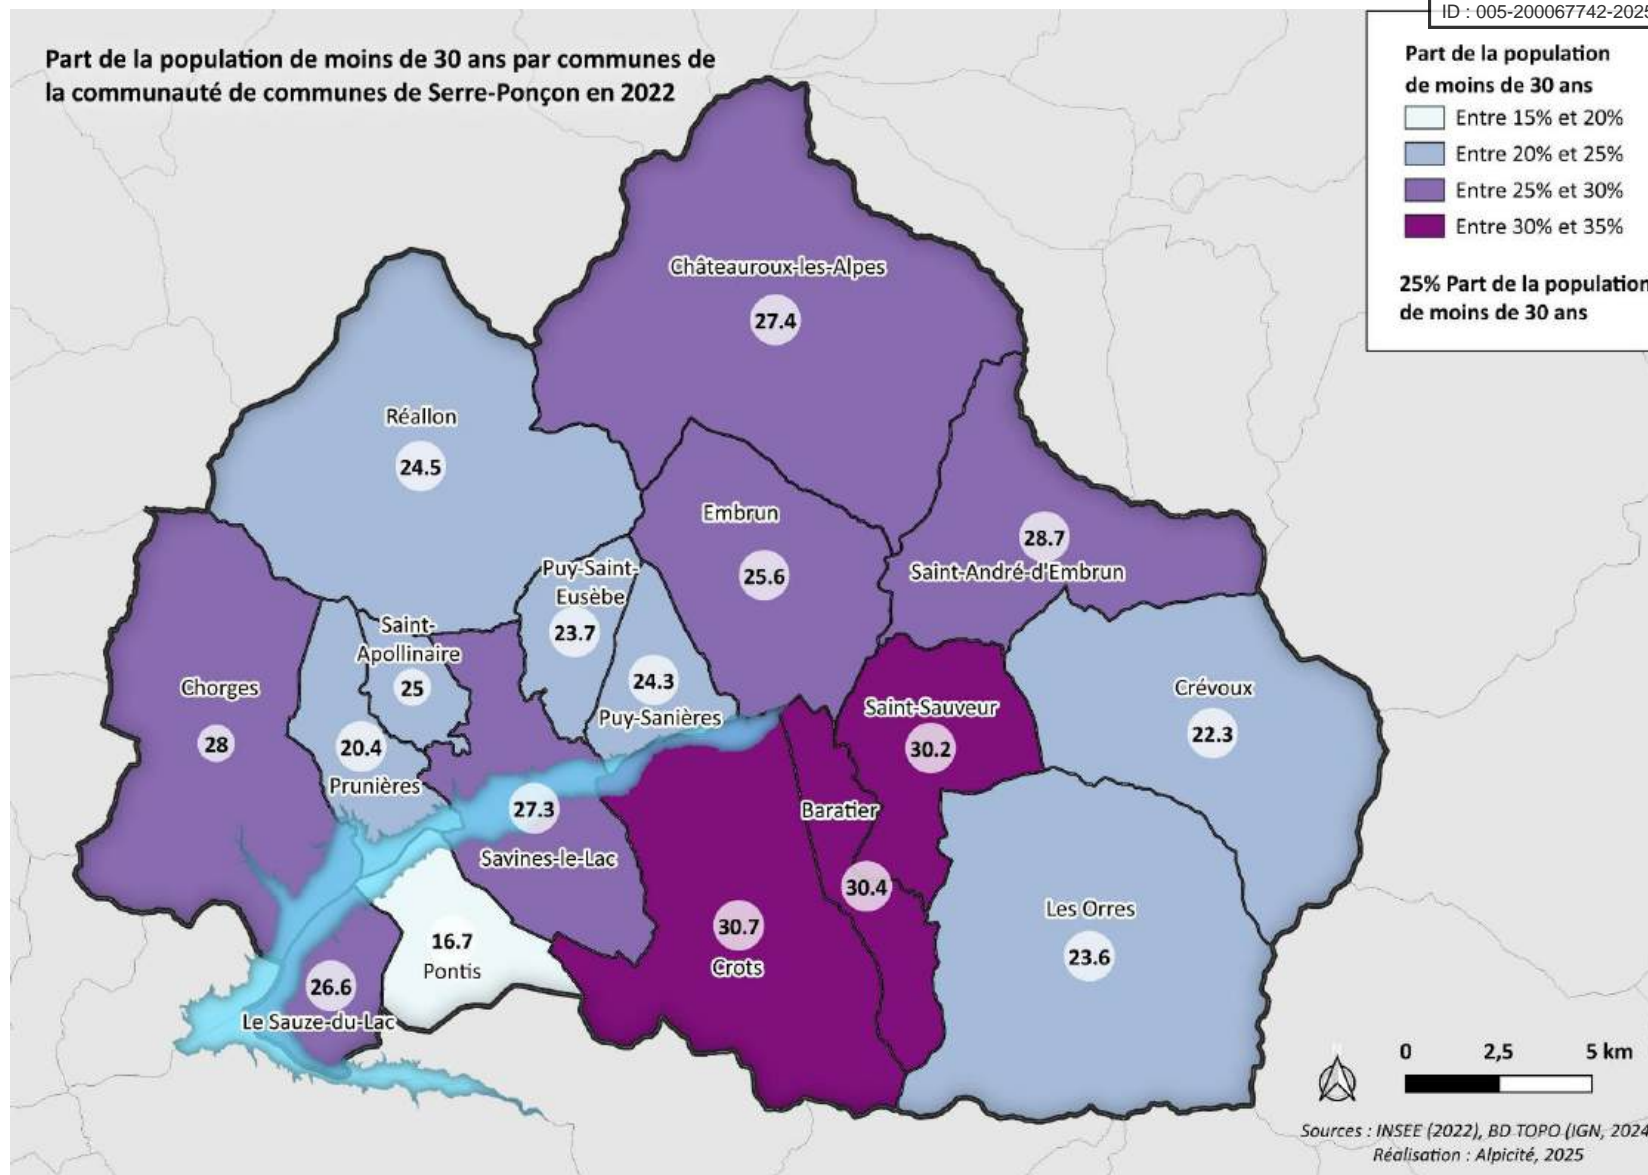 ID : 005-200067742-2025
Part de la population de moins de 30 ans par communes de
la communauté de communes de Serre-Ponçon en 2022
Part de la population
de moins de 30 ans
Entre 15% et 20%
Entre 20% et 25%
Entre 25% et 30%
Entre 30% et 35%
25% Part de la population
de moins de 30 ans
Châteauroux-les-Alpes
27.4
Réallon
24.5
Embrun
25.6
28.7
Saint-André-d'Embrun
Puy-Saint-
Eusèbe
23.7
Saint-
Apollinaire
25
24.3
Puy-Sanières
Chorges
28
20.4
Prunières
Saint-Sauveur
30.2
Crévoux
22.3
27.3
Savines-le-Lac
Baratier
30.4
30.7
Crots
Les Orres
23.6
16.7
Pontis
26.6
Le Sauze-du-Lac
0 2,5 5 km
Sources : INSEE (2022), BD TOPO (IGN, 2024
Réalisation : Alpicité, 2025